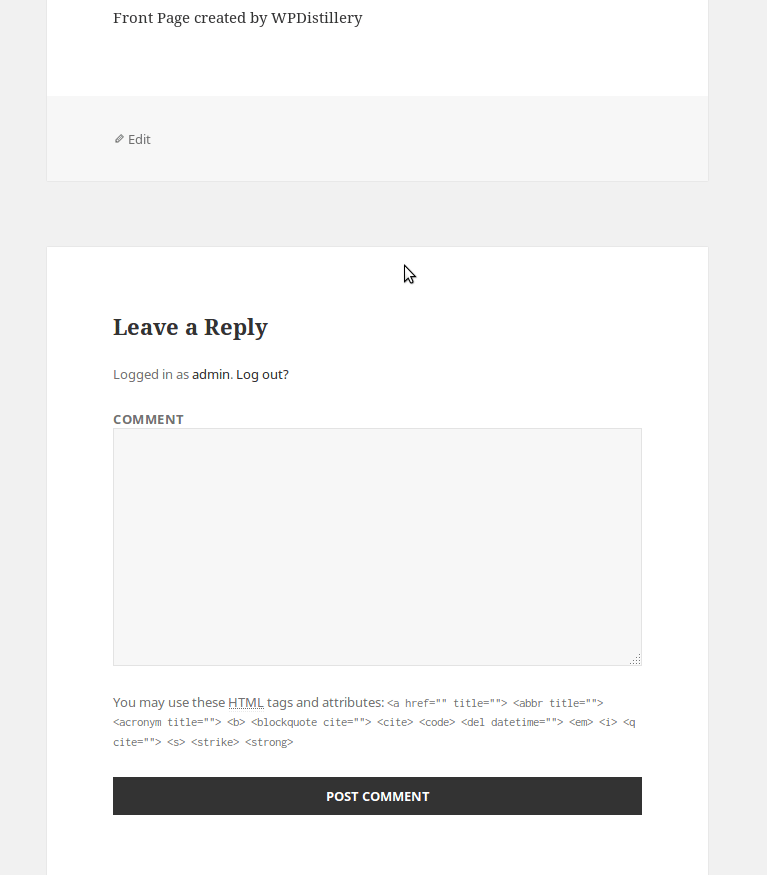 Front Page created by WPDistillery
Edit
Leave a Reply
Logged in as admin. Log out?
COMMENT
You may use these HTML tags and attributes: <a href="" title=""> <abbr title="">
<acronym title=""> <b> <blockquote cite=""> <cite> <code> <del datetime=""> <em> <i> <q
cite=""> <s> <strike> <strong>
POST COMMENT